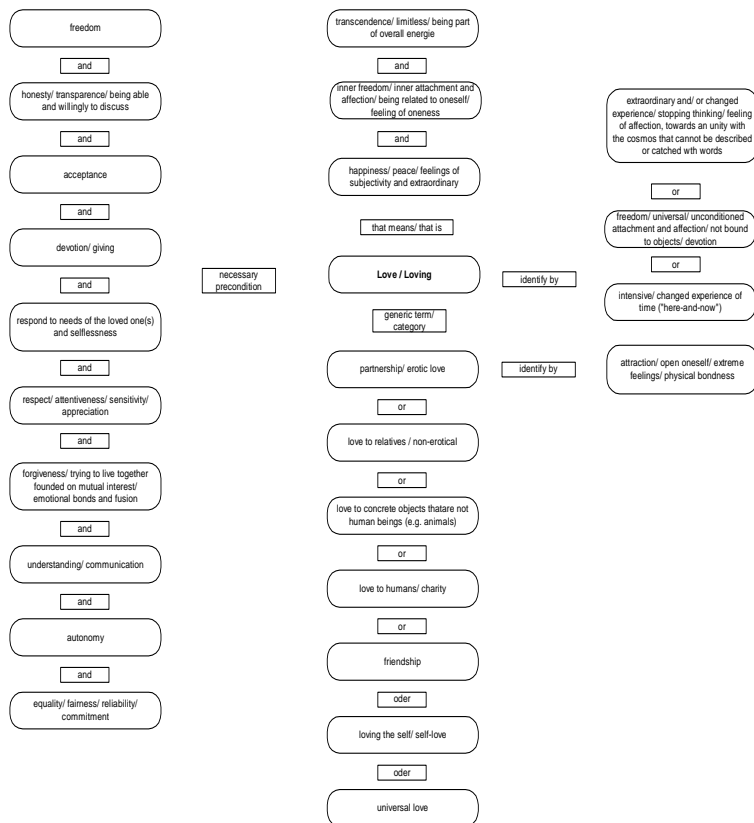 freedom
and
honesty/ transparence/ being able
and willingly to discuss
and
acceptance
and
devotion/ giving
and
respond to needs of the loved one(s)
and selflessness
and
respect/ attentiveness/ sensitivity/
appreciation
and
forgiveness/ trying to live together
founded on mutual interest/
emotional bonds and fusion
and
understanding/ communication
and
autonomy
and
equality/ fairness/ reliability/
commitment
necessary
precondition
transcendence/ limitless/ being part
of overall energie
and
inner freedom/ inner attachment and
affection/ being related to oneself/
feeling of oneness
and
happiness/ peace/ feelings of
subjectivity and extraordinary
that means/ that is
Love / Loving
generic term/
category
partnership/ erotic love
or
love to relatives / non-erotical
or
love to concrete objects thatare not
human beings (e.g. animals)
or
love to humans/ charity
or
friendship
oder
loving the self/ self-love
oder
universal love
identify by
identify by
extraordinary and/ or changed
experience/ stopping thinking/ feeling
of affection, towards an unity with
the cosmos that cannot be described
or catched wth words
or
freedom/ universal/ unconditioned
attachment and affection/ not bound
to objects/ devotion
or
intensive/ changed experience of
time ("here-and-now")
attraction/ open oneself/ extreme
feelings/ physical bondness